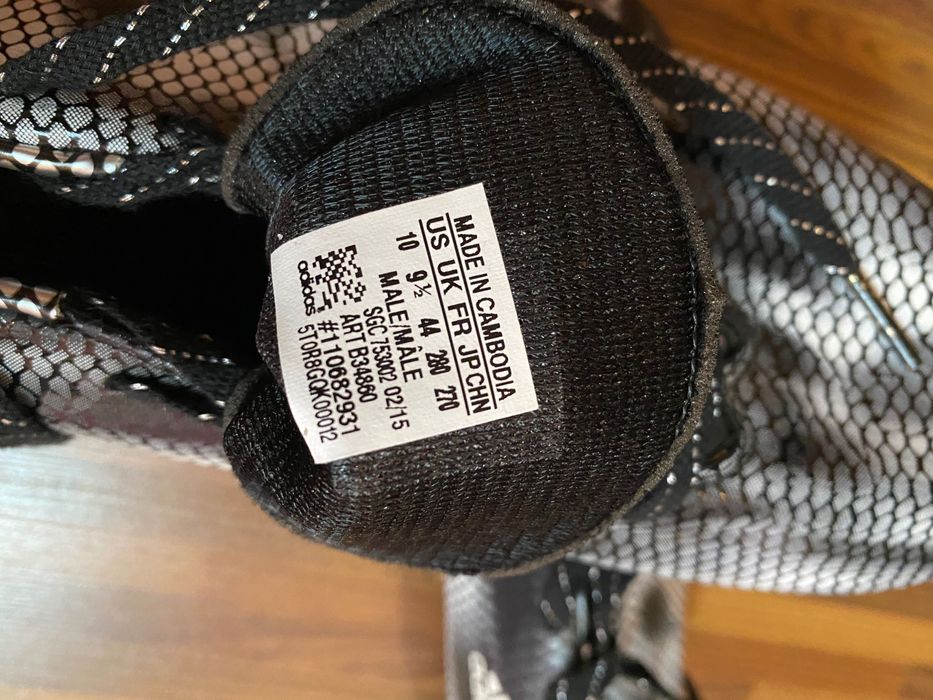 MADE IN CAMBODIA
US UK FR JP CHN
10 9½ 44 280 270
MALE/MÂLE
SGC 753002 02/15
ART B34860
#110682931
5T0R8GQK00012
adidas